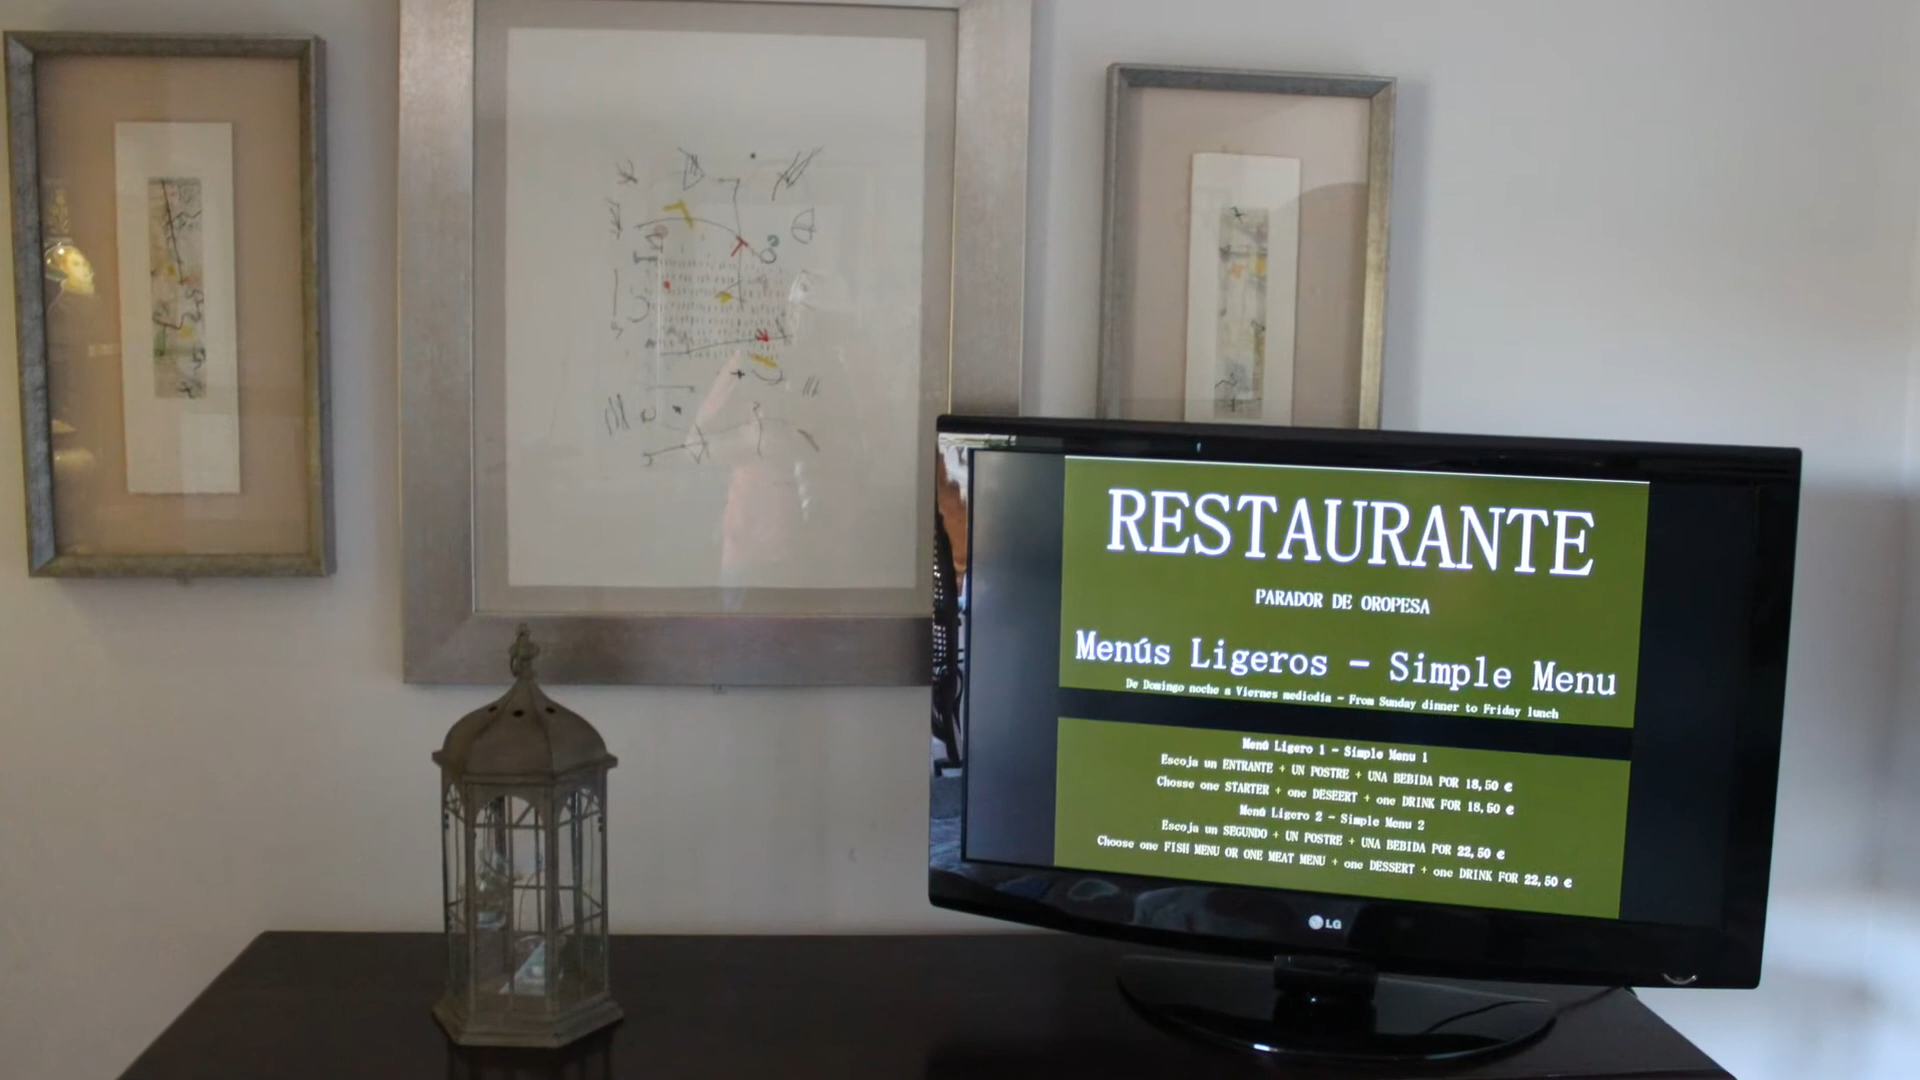 RESTAURANTE
PARADOR DE OROPESA
Menús Ligeros - Simple Menu
De Domingo noche a Viernes mediodía - From Sunday dinner to Friday lunch
Menú Ligero 1 - Simple Menu 1
Escoja un ENTRANTE + UN POSTRE + UNA BEBIDA POR 18,50 €
Chosse one STARTER + one DESEERT + one DRINK FOR 18,50 €
Menú Ligero 2 - Simple Menu 2
Escoja un SEGUNDO + UN POSTRE + UNA BEBIDA POR 22,50 €
Choose one FISH MENU OR ONE MEAT MENU + one DESSERT + one DRINK FOR 22,50 €
LG